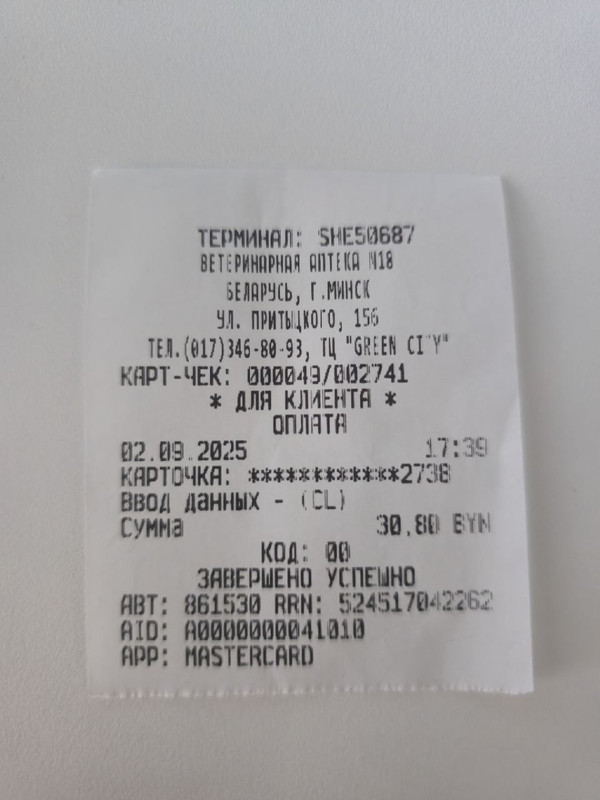 ТЕРМИНАЛ: SHE50687
ВЕТЕРИНАРНАЯ АПТЕКА N18
БЕЛАРУСЬ, Г.МИНСК
УЛ. ПРИТЫЦКОГО, 156
ТЕЛ.(017)346-80-93, ТЦ "GREEN CITY"
КАРТ-ЧЕК: 000049/002741
* ДЛЯ КЛИЕНТА *
ОПЛАТА
02.09.2025 17:39
КАРТОЧКА: ************2738
Ввод данных - (CL)
Сумма 30,80 BYN
КОД: 00
ЗАВЕРШЕНО УСПЕШНО
АВТ: 861530 RRN: 524517042262
AID: A0000000041010
APP: MASTERCARD